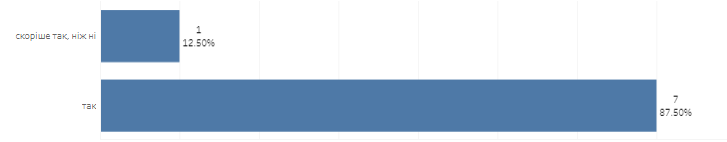 скоріше так, ніж ні
1
12.50%
так
7
87.50%